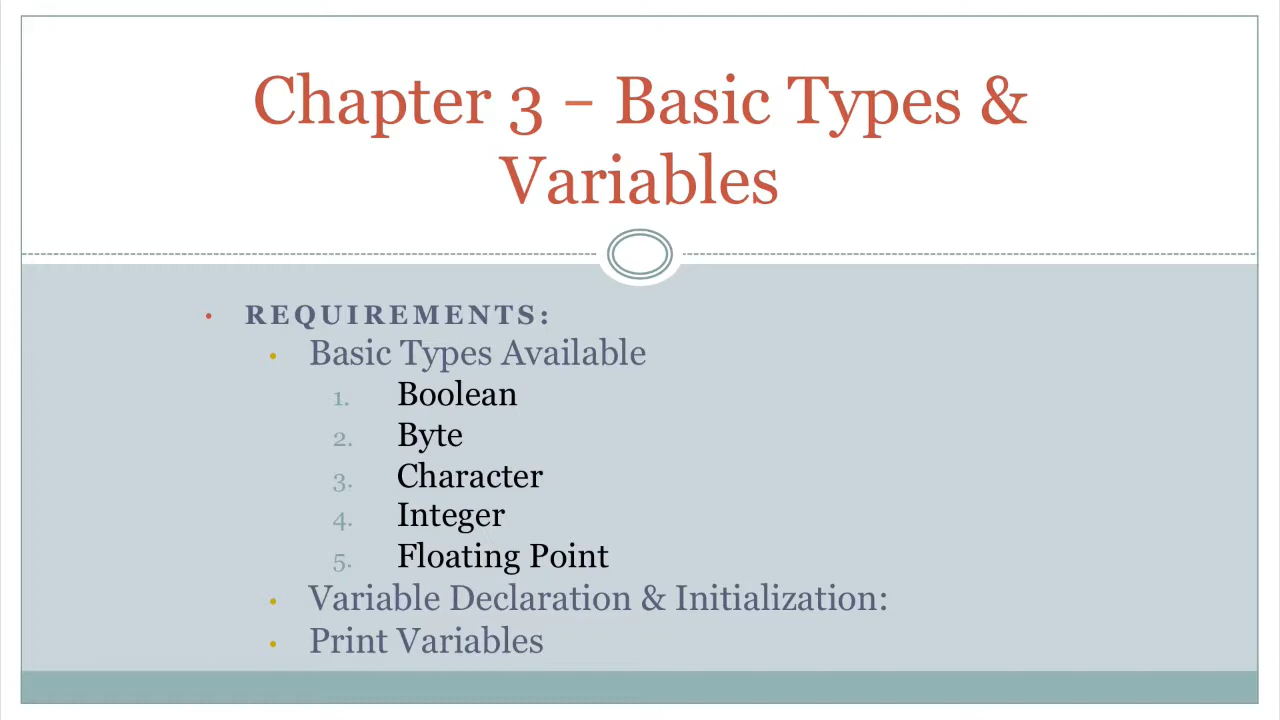 Chapter 3 – Basic Types &
Variables
• REQUIREMENTS:
• Basic Types Available
1. Boolean
2. Byte
3. Character
4. Integer
5. Floating Point
• Variable Declaration & Initialization:
• Print Variables